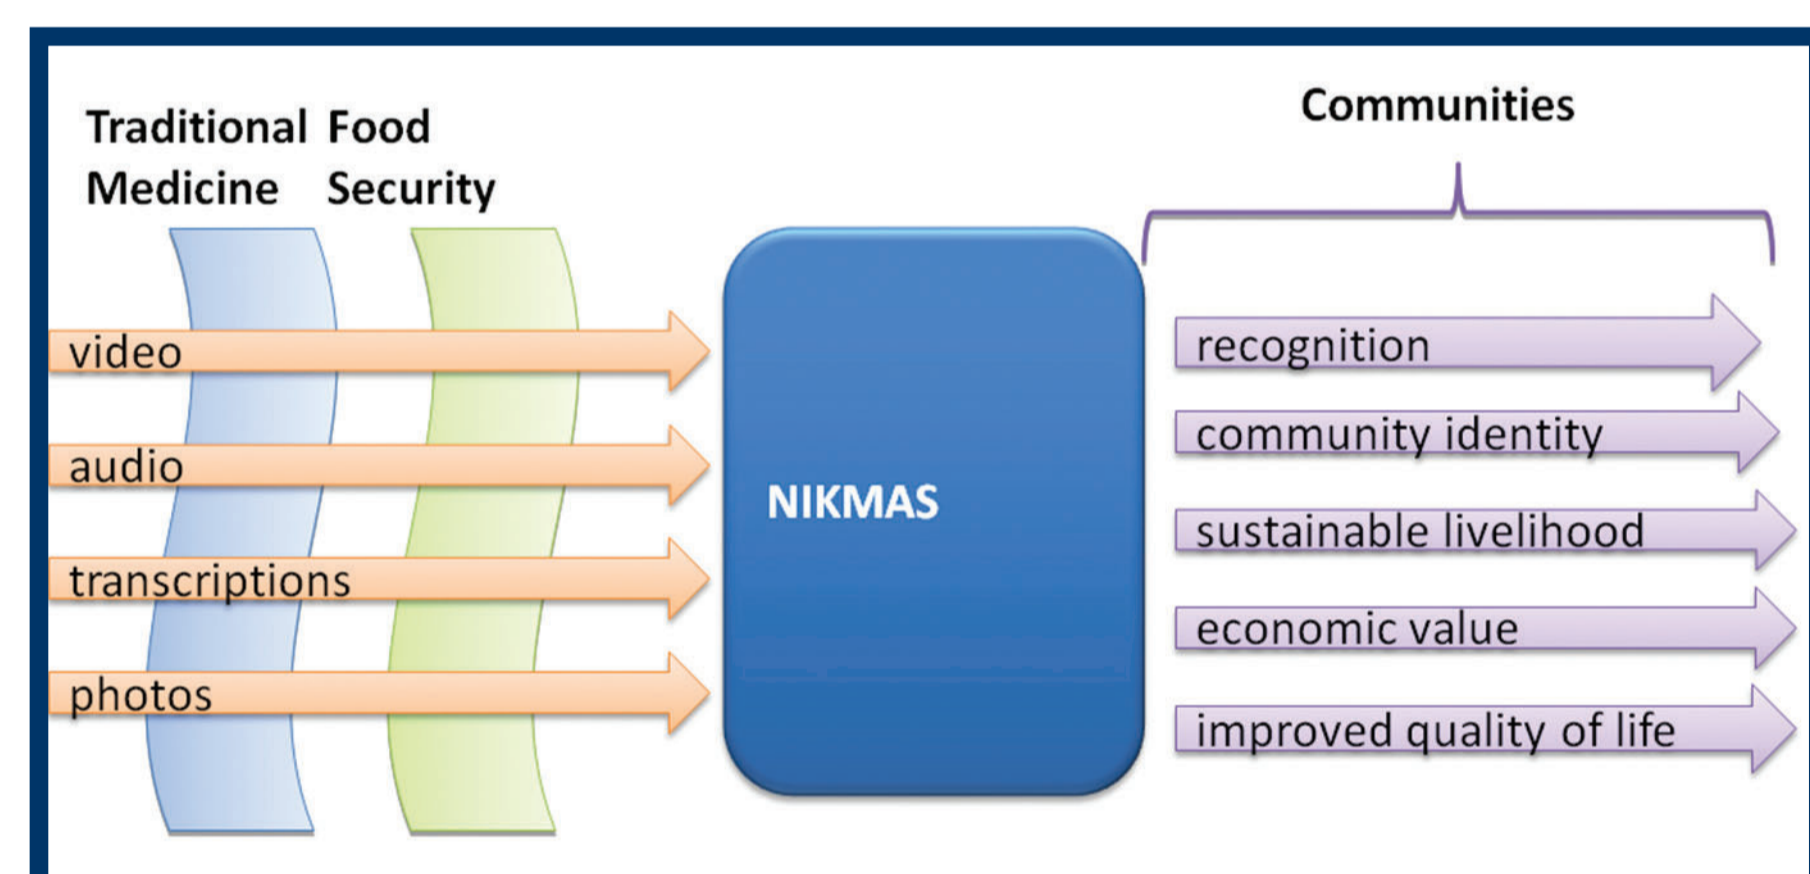 Traditional
Medicine
Food
Security
video
audio
transcriptions
photos
NIKMAS
Communities
recognition
community identity
sustainable livelihood
economic value
improved quality of life